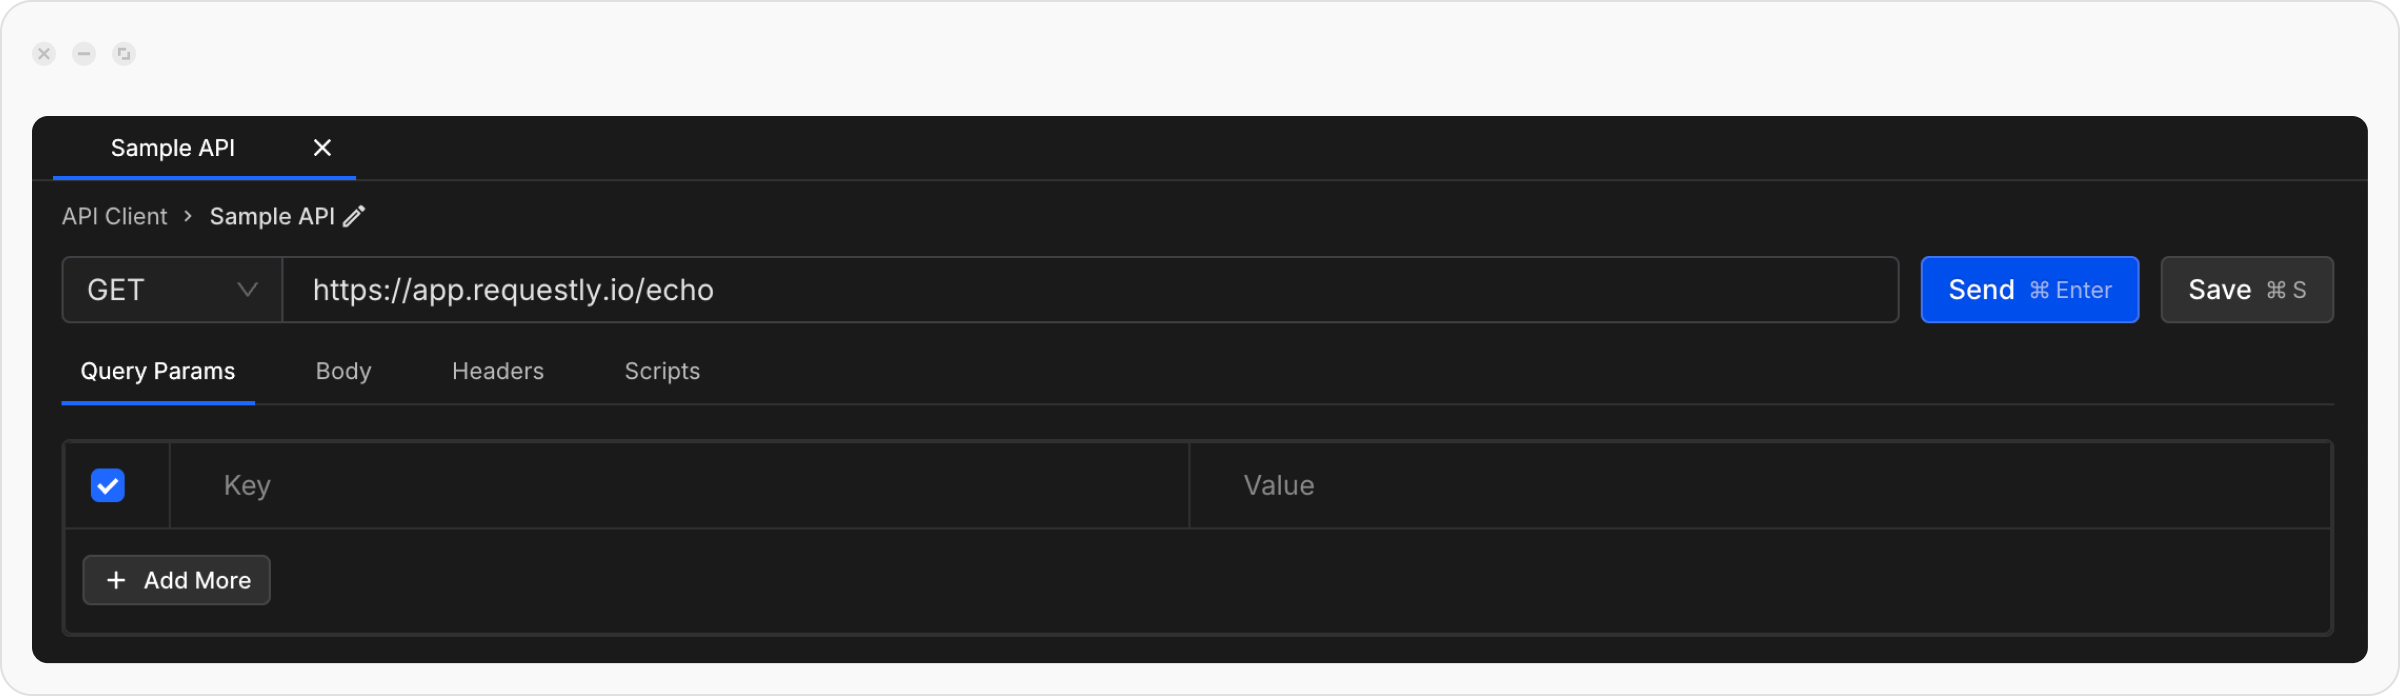 Sample API
API Client > Sample API
GET https://app.requestly.io/echo Send ⌘ Enter Save ⌘ S
Query Params Body Headers Scripts
Key Value
+ Add More